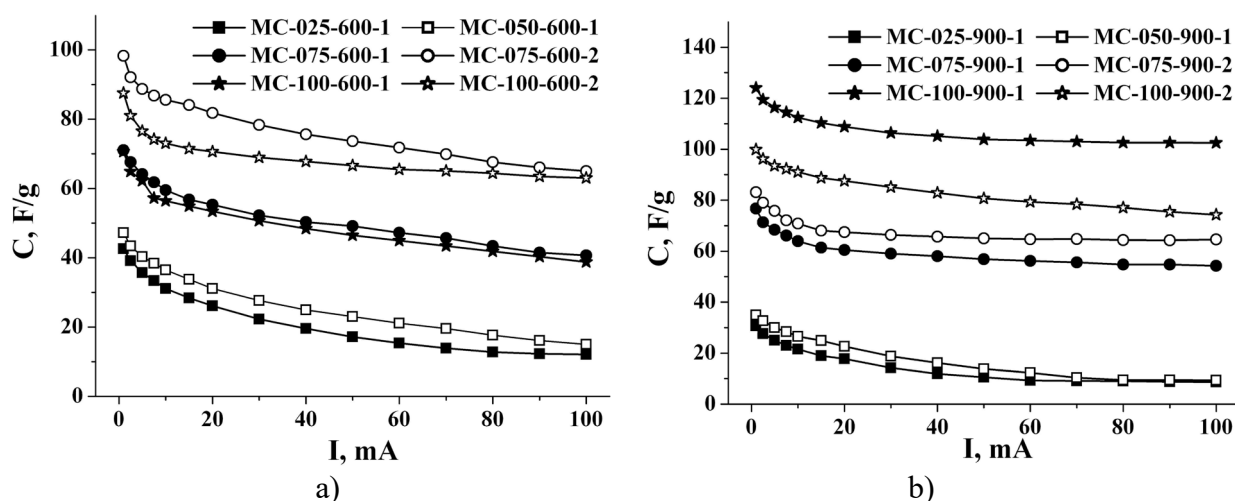 MC-025-600-1 MC-050-600-1
MC-075-600-1 MC-075-600-2
MC-100-600-1 MC-100-600-2
C, F/g
100
80
60
40
20
0
0 20 40 60 80 100
I, mA
a)
MC-025-900-1 MC-050-900-1
MC-075-900-1 MC-075-900-2
MC-100-900-1 MC-100-900-2
C, F/g
140
120
100
80
60
40
20
0
0 20 40 60 80 100
I, mA
b)